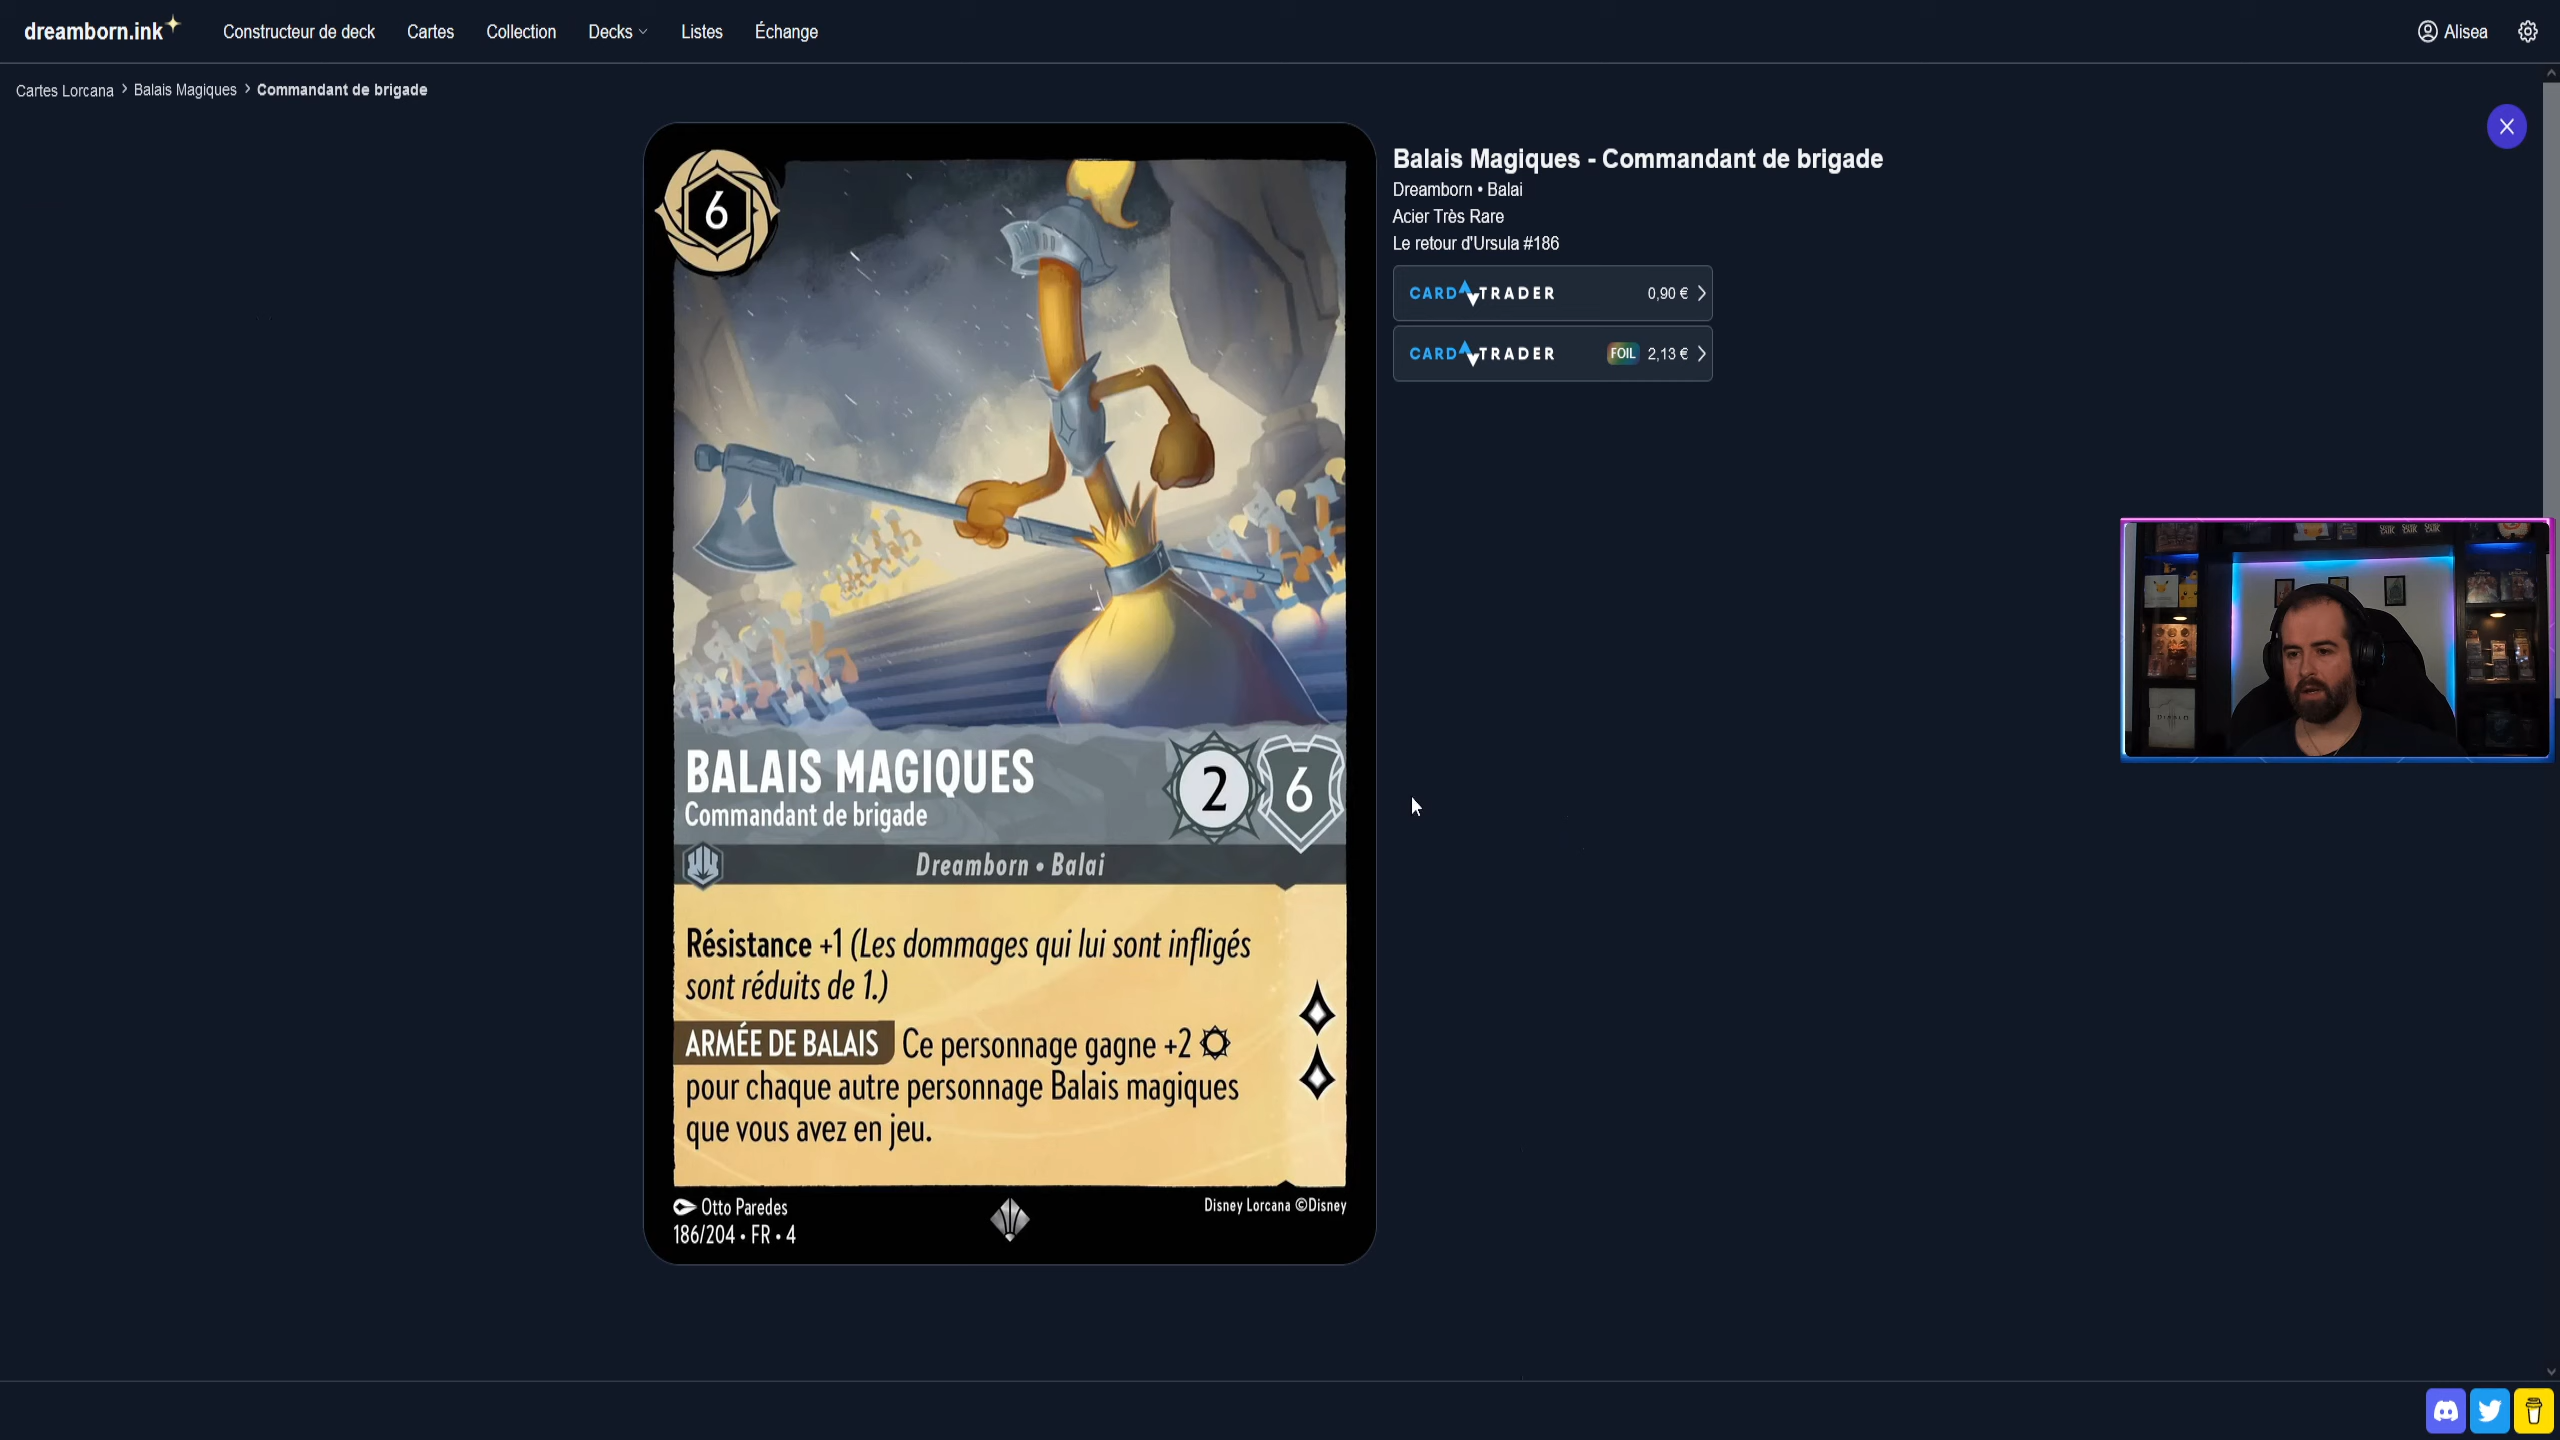 dreamborn.ink
Constructeur de deck
Cartes
Collection
Decks
Listes
Échange
Alisea
Cartes Lorcana > Balais Magiques > Commandant de brigade
6
BALAIS MAGIQUES
Commandant de brigade
2
6
Dreamborn • Balai
Résistance +1 (Les dommages qui lui sont infligés
sont réduits de 1.)
ARMÉE DE BALAIS Ce personnage gagne +2
pour chaque autre personnage Balais magiques
que vous avez en jeu.
Otto Paredes
186/204 • FR • 4
Disney Lorcana ©Disney
Balais Magiques - Commandant de brigade
Dreamborn • Balai
Acier Très Rare
Le retour d'Ursula #186
CARD TRADER 0,90 €
CARD TRADER FOIL 2,13 €